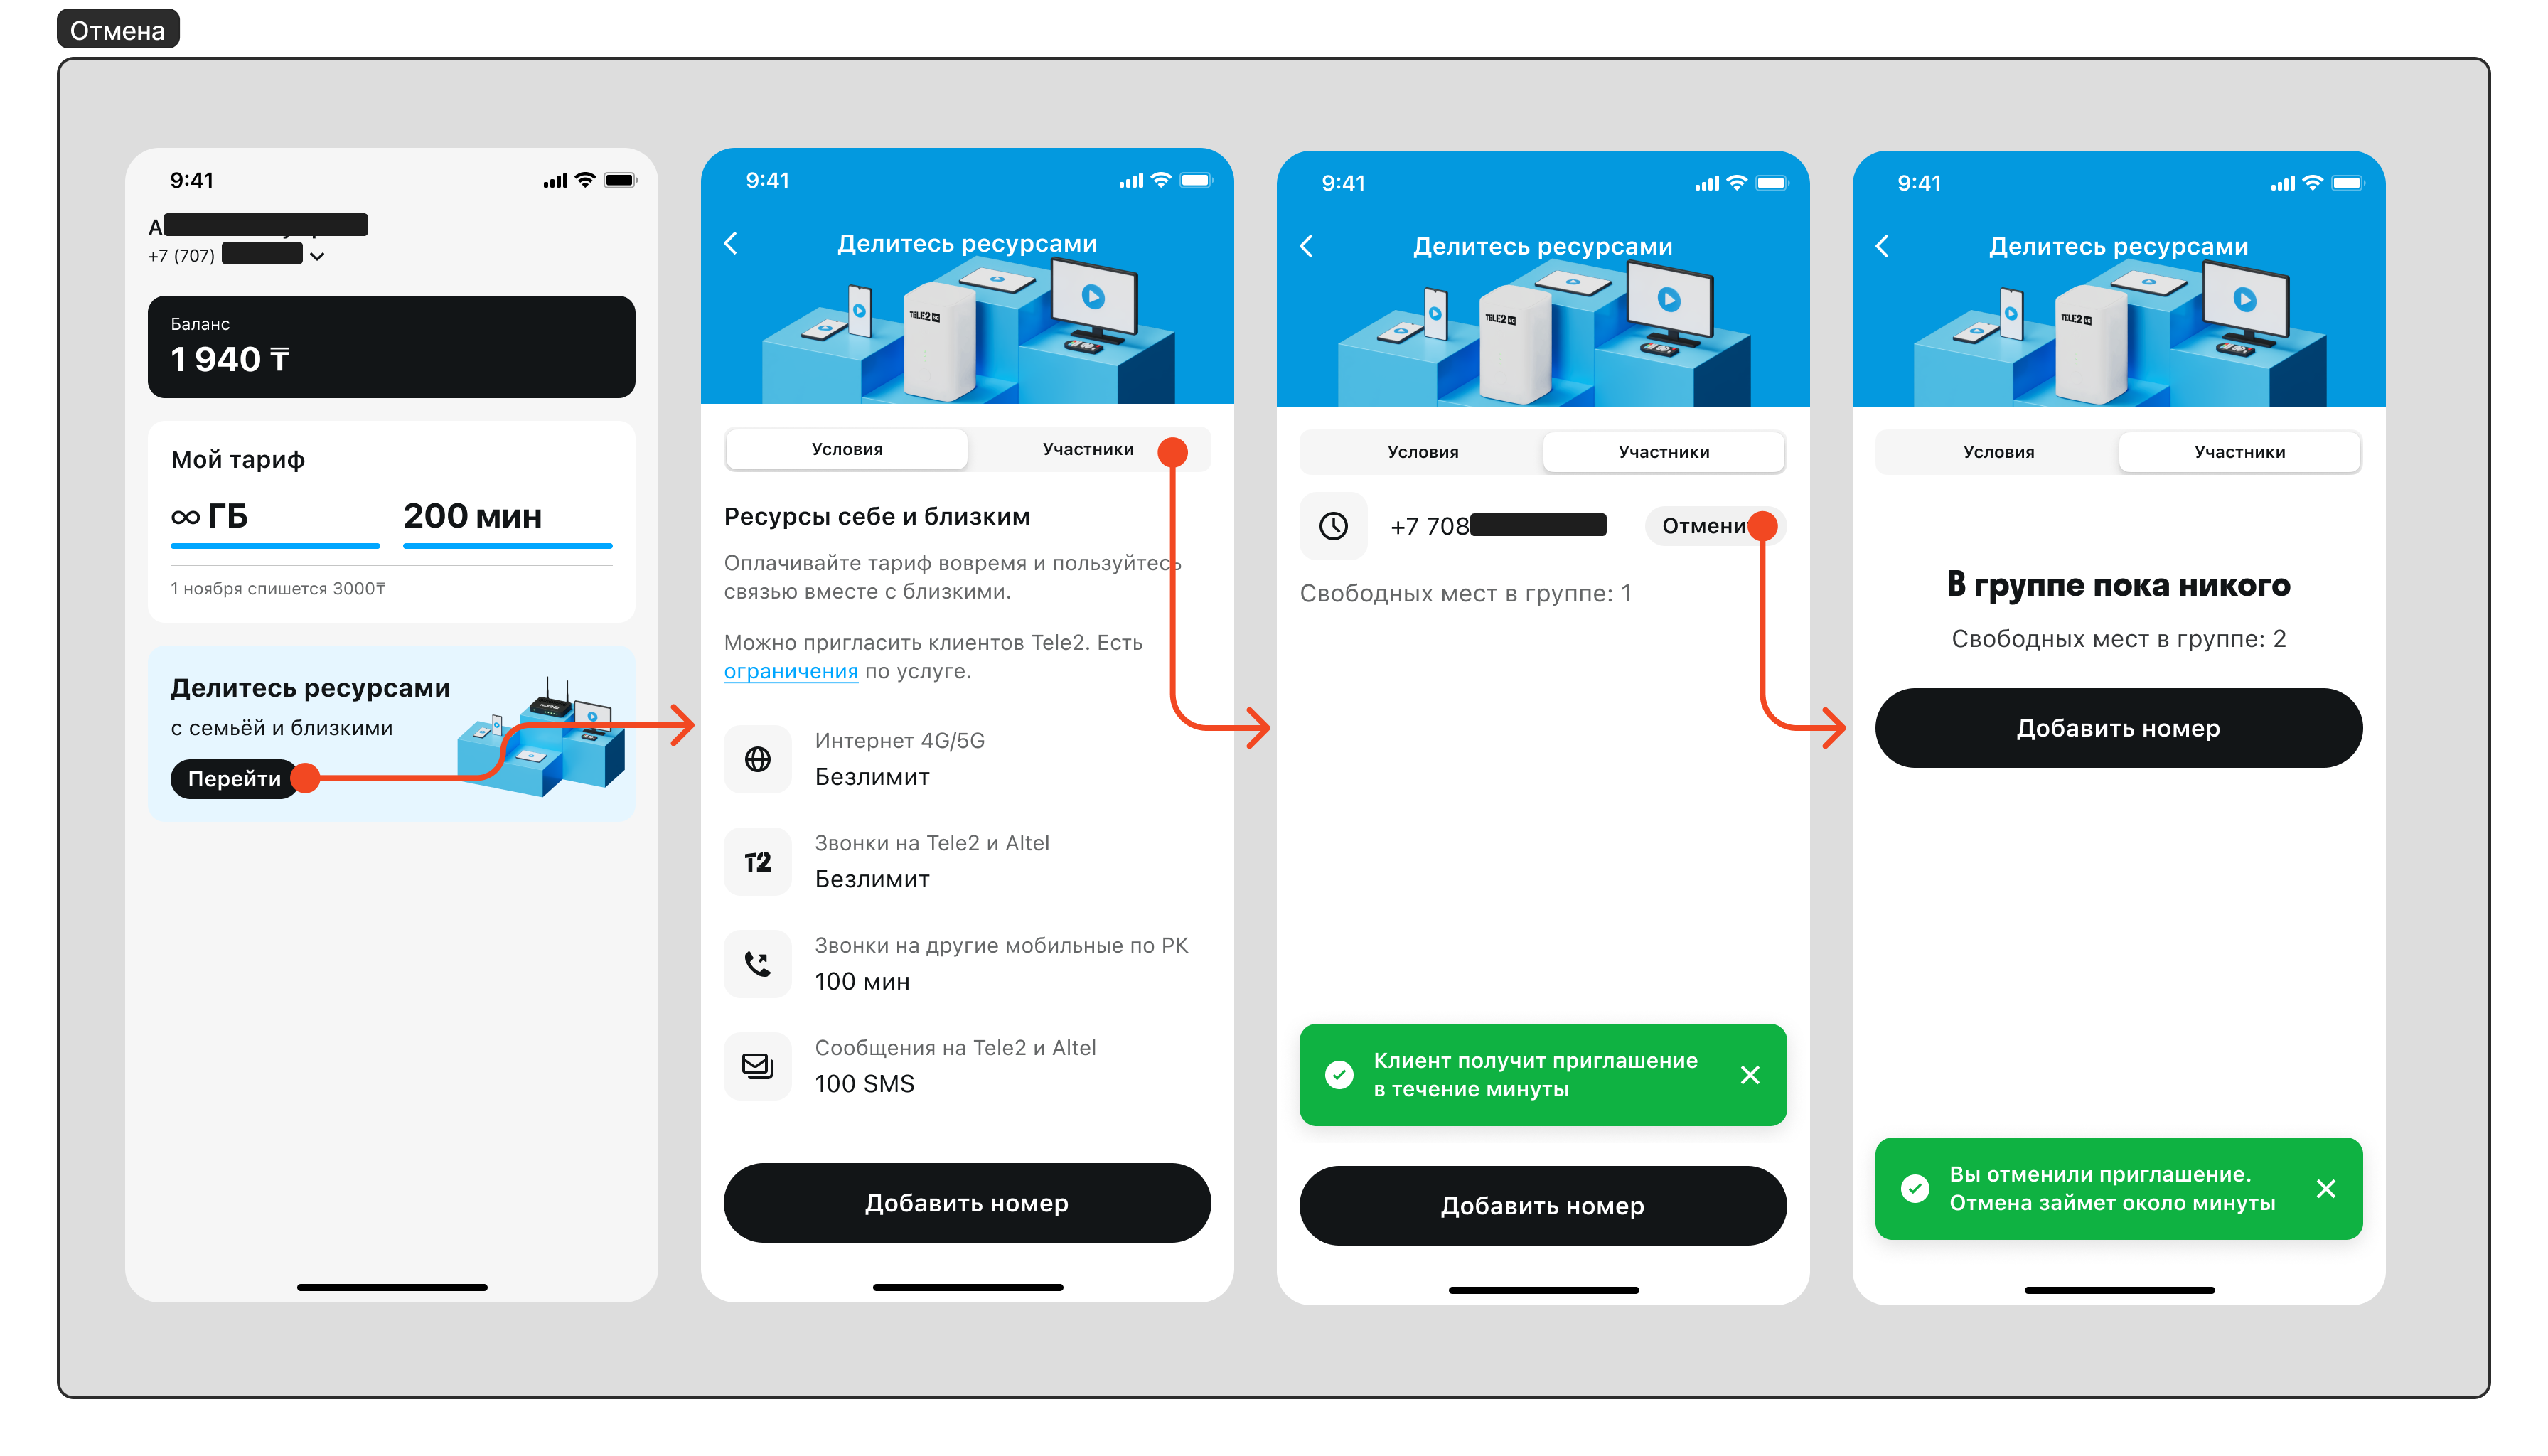 Отмена
9:41
А
+7 (707)
Баланс
1 940 ₸
Мой тариф
∞ ГБ
200 мин
1 ноября спишется 3000₸
Делитесь ресурсами
с семьёй и близкими
Перейти
9:41
Делитесь ресурсами
TELE2 5G
Условия
Участники
Ресурсы себе и близким
Оплачивайте тариф вовремя и пользуйтесь
связью вместе с близкими.
Можно пригласить клиентов Tele2. Есть
ограничения по услуге.
Интернет 4G/5G
Безлимит
T2
Звонки на Tele2 и Altel
Безлимит
Звонки на другие мобильные по РК
100 мин
Сообщения на Tele2 и Altel
100 SMS
Добавить номер
9:41
Делитесь ресурсами
TELE2 5G
Условия
Участники
+7 708
Отмени
Свободных мест в группе: 1
Клиент получит приглашение
в течение минуты
Добавить номер
9:41
Делитесь ресурсами
TELE2 5G
Условия
Участники
В группе пока никого
Свободных мест в группе: 2
Добавить номер
Вы отменили приглашение.
Отмена займет около минуты